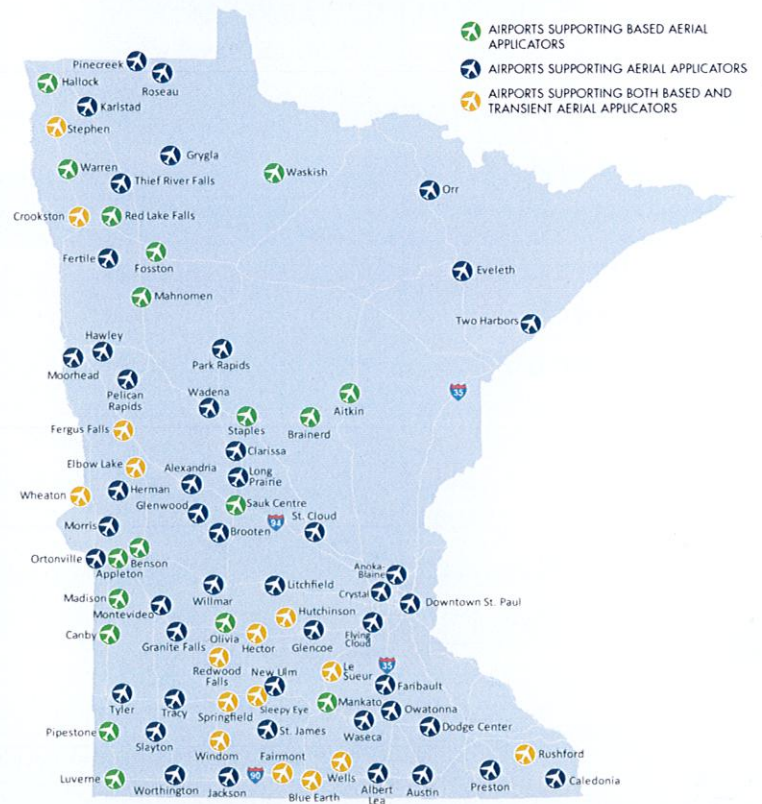 AIRPORTS SUPPORTING BASED AERIAL
APPLICATORS
AIRPORTS SUPPORTING AERIAL APPLICATORS
AIRPORTS SUPPORTING BOTH BASED AND
TRANSIENT AERIAL APPLICATORS
Pinecreek
Roseau
Hallock
Karlstad
Stephen
Grygla
Warren
Thief River Falls
Waskish
Orr
Crookston
Red Lake Falls
Fertile
Fosston
Eveleth
Mahnomen
Two Harbors
Hawley
Moorhead
Park Rapids
Pelican
Rapids
Wadena
35
Aitkin
Staples
Brainerd
Fergus Falls
Clarissa
Elbow Lake
Alexandria
Long
Prairie
Wheaton
Herman
Glenwood
Sauk Centre
94
St. Cloud
Morris
Brooten
Ortonville
Appleton
Benson
Anoka-
Blaine
Crystal
Litchfield
Willmar
Downtown St. Paul
Madison
Montevideo
Hutchinson
Canby
Granite Falls
Olivia
Hector
Glencoe
Flying
Cloud
Redwood
Falls
New Ulm
Le
Sueur
35
Faribault
Tyler
Tracy
Springfield
Sleepy Eye
Mankato
Owatonna
Pipestone
Slayton
St. James
Waseca
Dodge Center
Windom
Fairmont
Rushford
Luverne
Worthington
Jackson
90
Blue Earth
Wells
Albert
Lea
Austin
Preston
Caledonia